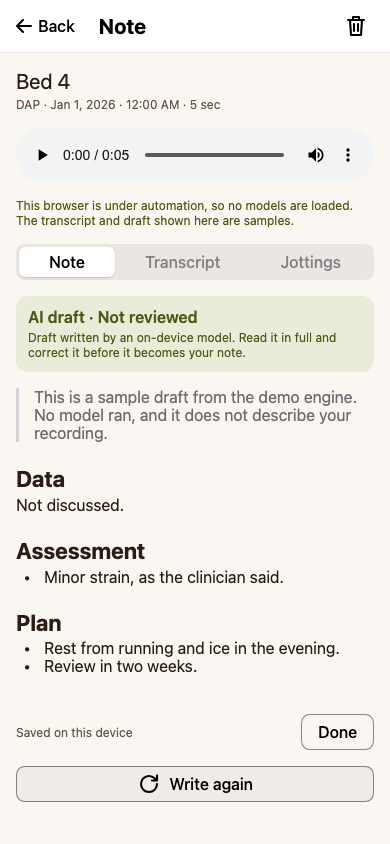 Back Note
Bed 4
DAP · Jan 1, 2026 · 12:00 AM · 5 sec
0:00 / 0:05
This browser is under automation, so no models are loaded.
The transcript and draft shown here are samples.
Note Transcript Jottings
AI draft · Not reviewed
Draft written by an on-device model. Read it in full and
correct it before it becomes your note.
This is a sample draft from the demo engine.
No model ran, and it does not describe your
recording.
Data
Not discussed.
Assessment
• Minor strain, as the clinician said.
Plan
• Rest from running and ice in the evening.
• Review in two weeks.
Saved on this device Done
Write again